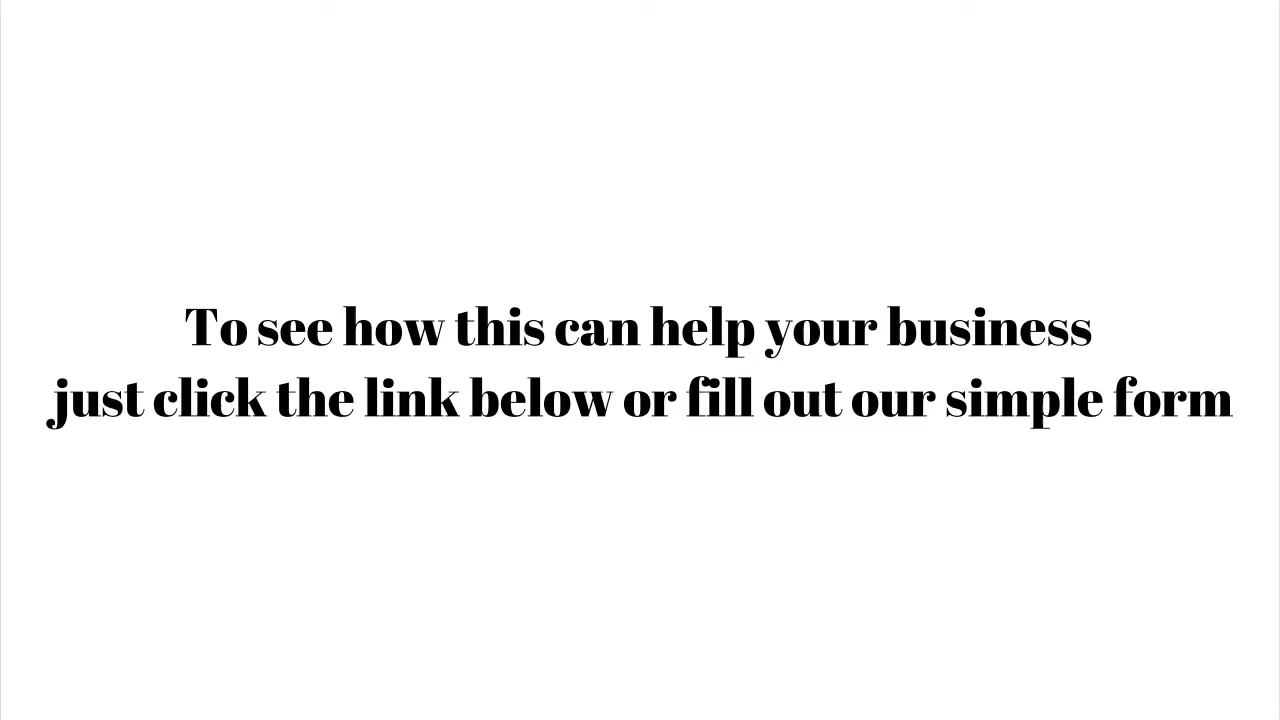 To see how this can help your business
just click the link below or fill out our simple form